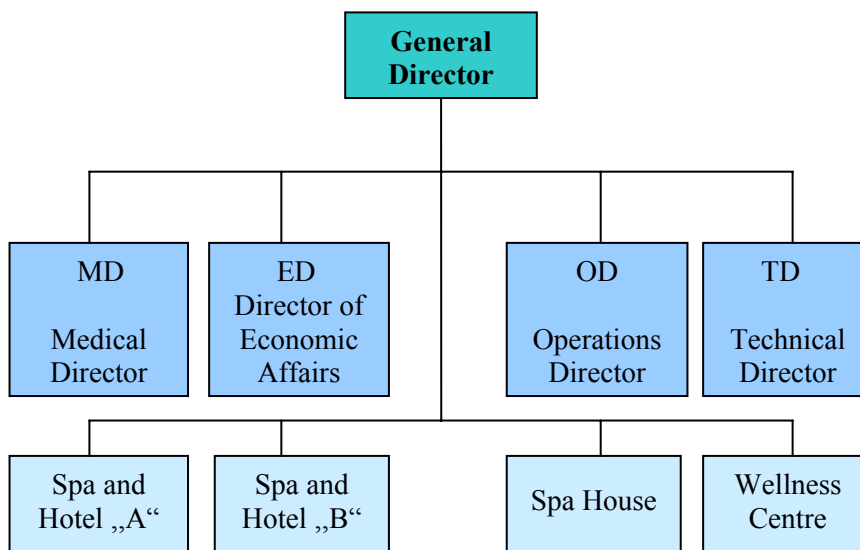 General
Director
MD
Medical
Director
ED
Director of
Economic
Affairs
OD
Operations
Director
TD
Technical
Director
Spa and
Hotel ,,A“
Spa and
Hotel ,,B“
Spa House
Wellness
Centre